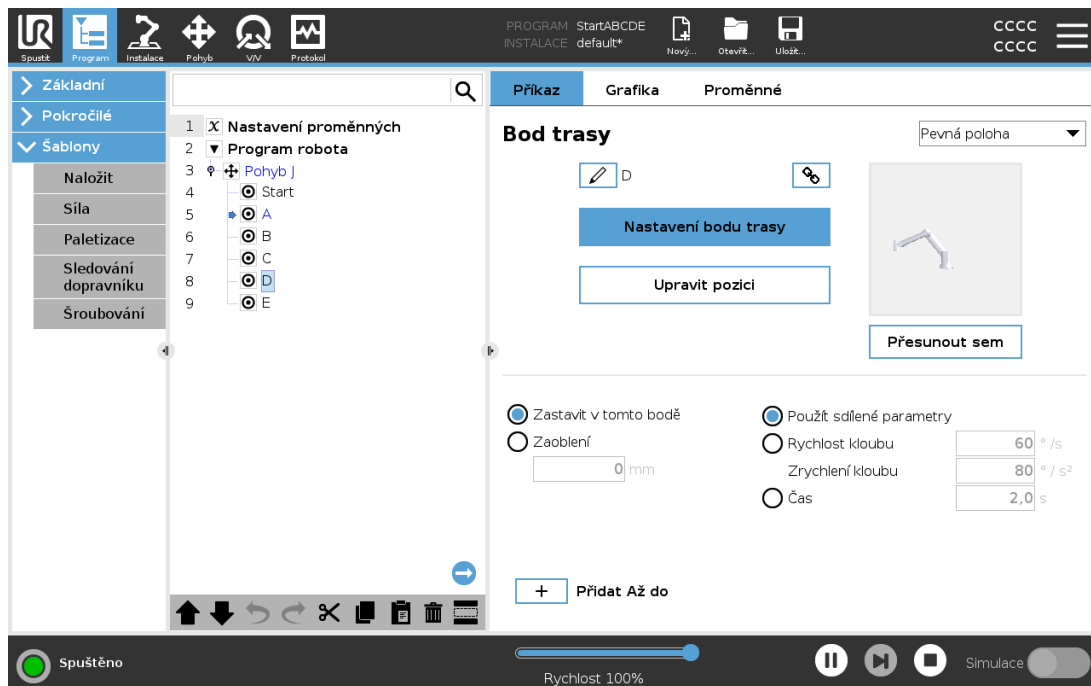 UR
Spustit
Program
Instalace
Pohyb
V/V
Protokol
PROGRAM StartABCDE
INSTALACE default*
Nový...
Otevřít...
Uložit...
CCCC
CCCC
Základní
Pokročilé
Šablony
Naložit
Síla
Paletizace
Sledování
dopravníku
Šroubování
1 X Nastavení proměnných
2 ▼ Program robota
3 Pohyb J
4 Start
5 A
6 B
7 C
8 D
9 E
Příkaz Grafika Proměnné
Bod trasy
Pevná poloha
D
Nastavení bodu trasy
Upravit pozici
Přesunout sem
Zastavit v tomto bodě
Zaoblení
0 mm
Použít sdílené parametry
Rychlost kloubu 60 ° /s
Zrychlení kloubu 80 ° / s²
Čas 2,0 s
+ Přidat Až do
Spuštěno
Rychlost 100%
Simulace